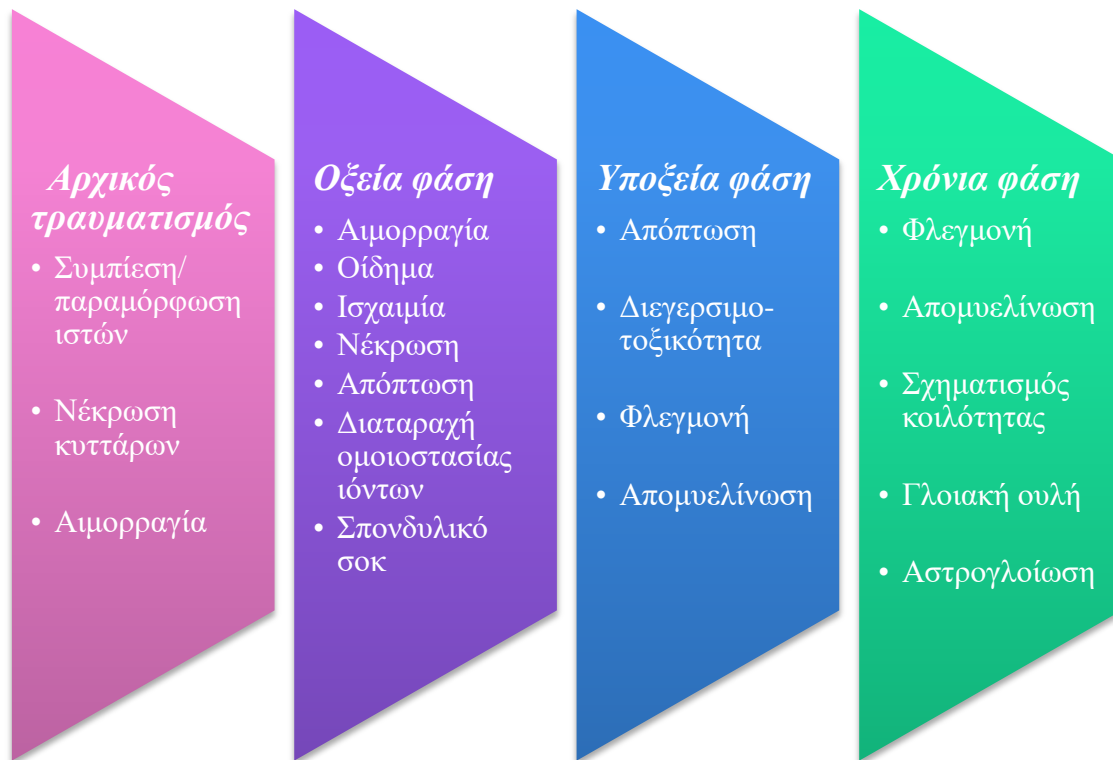 Αρχικός
τραυματισμός
• Συμπίεση/
παραμόρφωση
ιστών
• Νέκρωση
κυττάρων
• Αιμορραγία
Οξεία φάση
• Αιμορραγία
• Οίδημα
• Ισχαιμία
• Νέκρωση
• Απόπτωση
• Διαταραχή
ομοιοστασίας
ιόντων
• Σπονδυλικό
σοκ
Υποξεία φάση
• Απόπτωση
• Διεγερσιμο-
τοξικότητα
• Φλεγμονή
• Απομυελίνωση
Χρόνια φάση
• Φλεγμονή
• Απομυελίνωση
• Σχηματισμός
κοιλότητας
• Γλοιακή ουλή
• Αστρογλοίωση